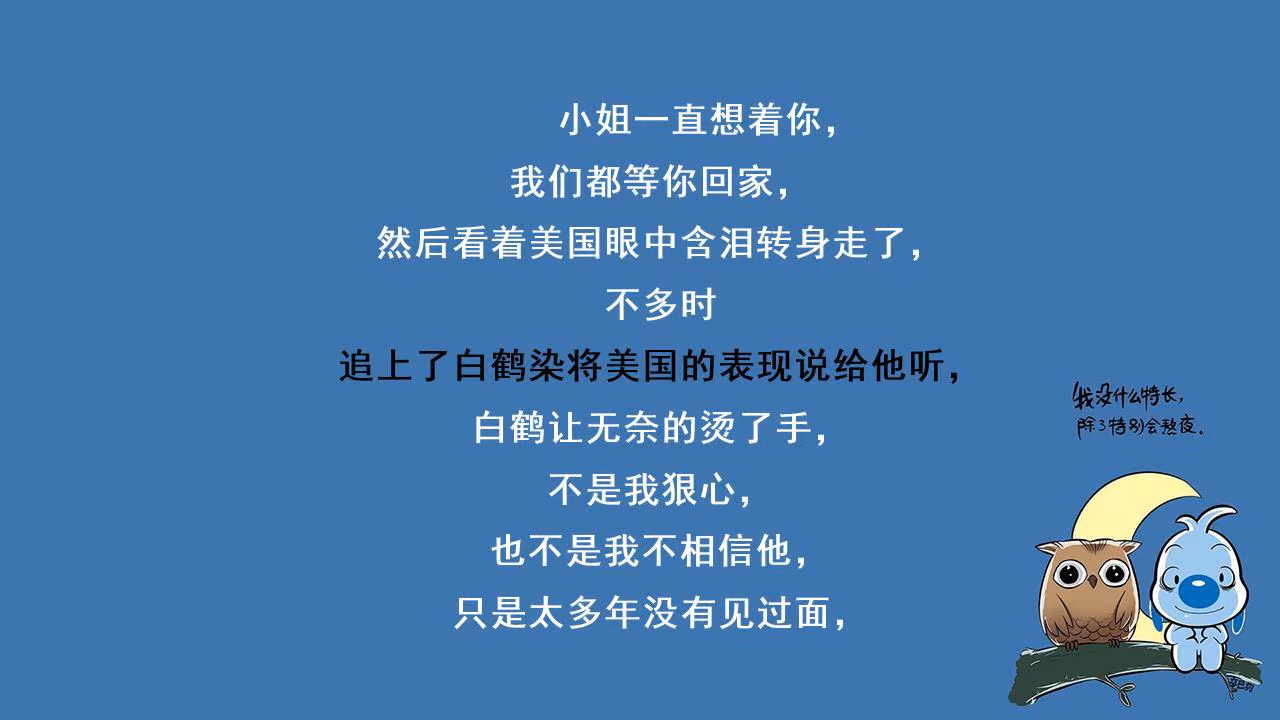 小姐一直想着你，
我们都等你回家，
然后看着美国眼中含泪转身走了，
不多时
追上了白鹤染将美国的表现说给他听，
白鹤让无奈的烫了手，
不是我狠心，
也不是我不相信他，
只是太多年没有见过面，
我没什么特长，
除了特别会熬夜。